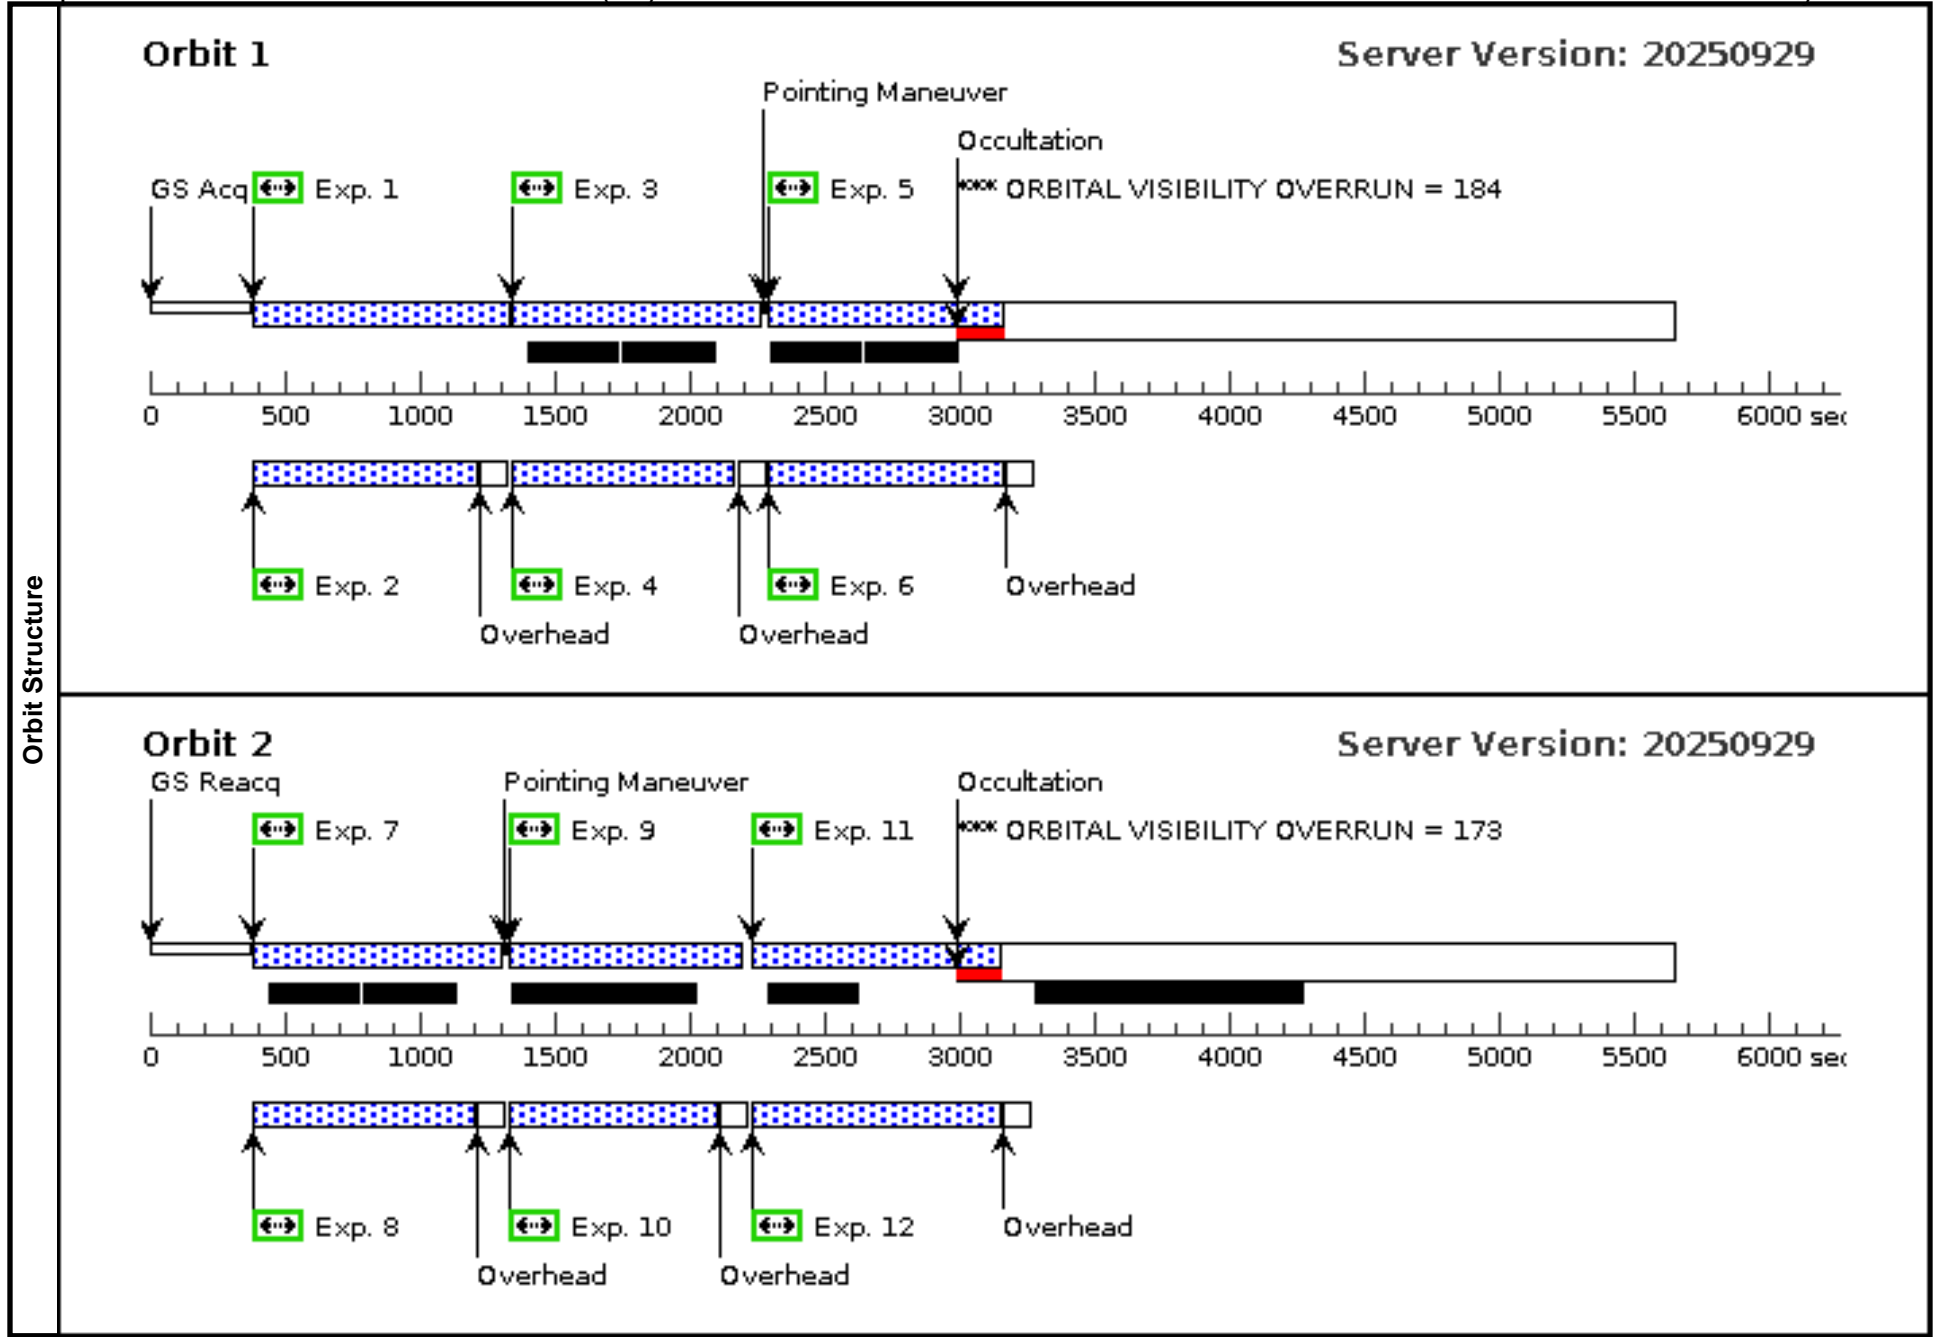 Orbit Structure
Orbit 1
Server Version: 20250929
Pointing Maneuver
Occultation
GS Acq
Exp. 1
Exp. 3
Exp. 5
*** ORBITAL VISIBILITY OVERRUN = 184
0 500 1000 1500 2000 2500 3000 3500 4000 4500 5000 5500 6000 sec
Exp. 2
Exp. 4
Exp. 6
Overhead
Overhead
Overhead
Orbit 2
Server Version: 20250929
GS Reacq
Pointing Maneuver
Occultation
Exp. 7
Exp. 9
Exp. 11
*** ORBITAL VISIBILITY OVERRUN = 173
0 500 1000 1500 2000 2500 3000 3500 4000 4500 5000 5500 6000 sec
Exp. 8
Exp. 10
Exp. 12
Overhead
Overhead
Overhead